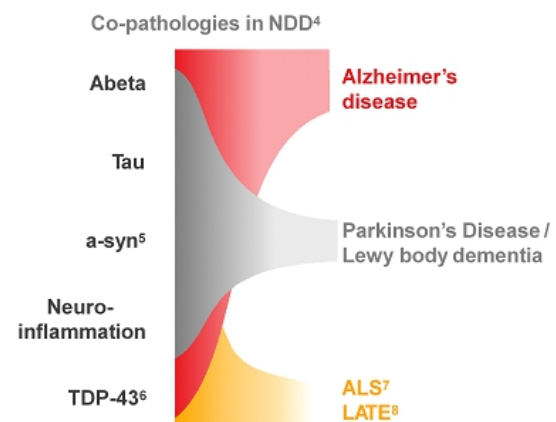 Co-pathologies in NDD⁴
Abeta
Alzheimer's
disease
Tau
a-syn⁵
Parkinson's Disease /
Lewy body dementia
Neuro-
inflammation
TDP-43⁶
ALS⁷
LATE⁸